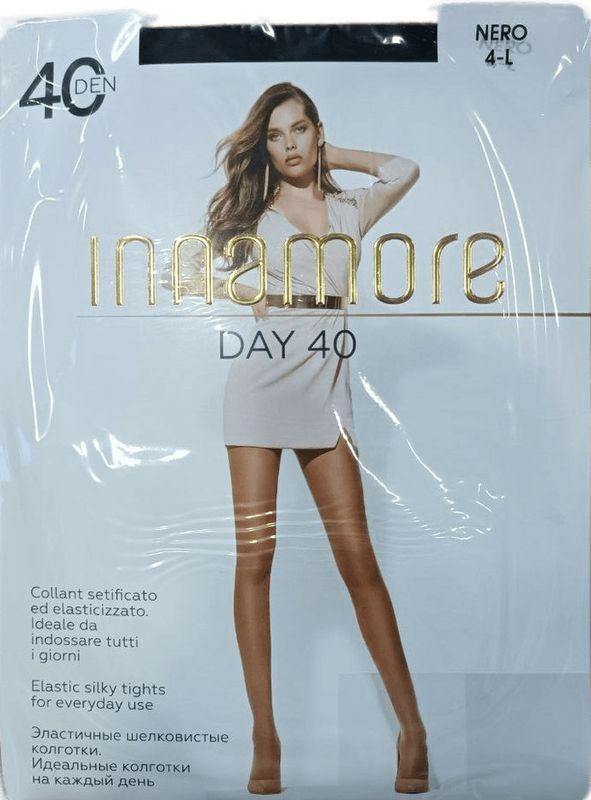 40 DEN
NERO
4-L
innamore
DAY 40
Collant setificato
ed elasticizzato.
Ideale da
indossare tutti
i giorni
Elastic silky tights
for everyday use
Эластичные шелковистые
колготки.
Идеальные колготки
на каждый день